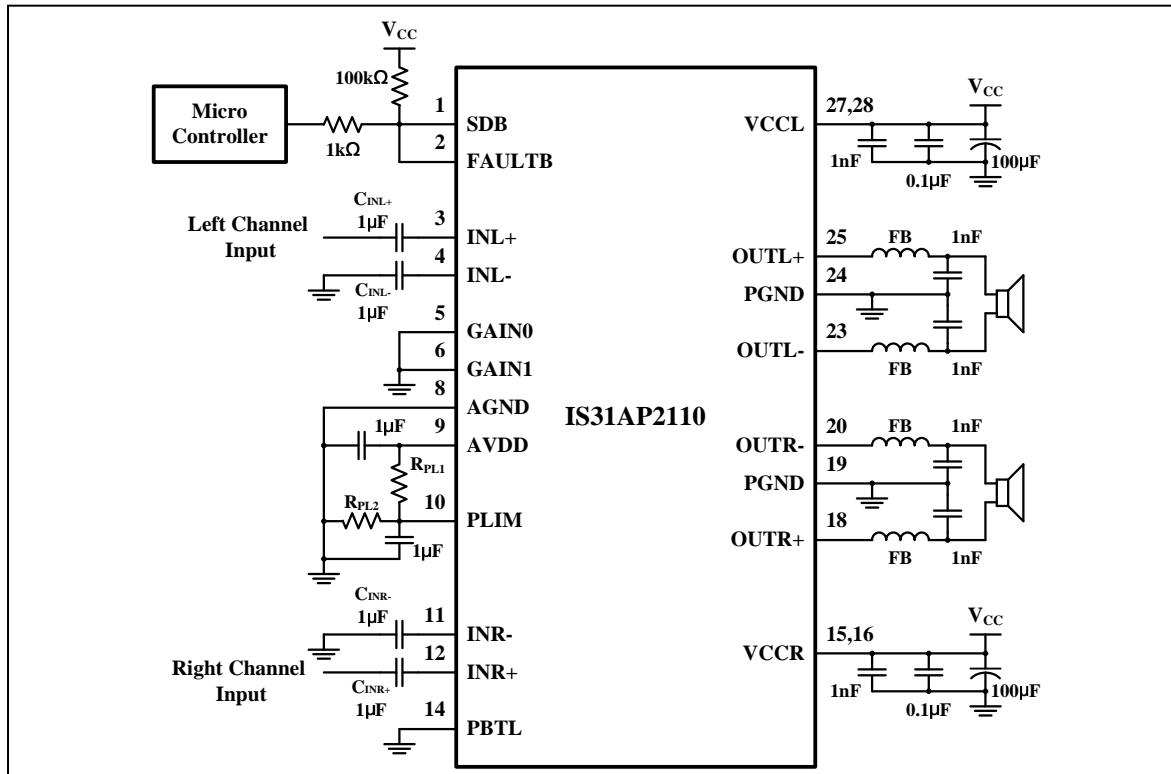 VCC
100kΩ
Micro
Controller
1kΩ
1
SDB
2
FAULTB
CINL+
1µF
Left Channel
Input
3
INL+
4
INL-
CINL-
1µF
5
GAIN0
6
GAIN1
8
AGND
1µF
9
AVDD
RPL1
RPL2
10
PLIM
1µF
CINR-
1µF
11
INR-
Right Channel
Input
12
INR+
CINR+
1µF
14
PBTL
IS31AP2110
VCC
27,28
VCCL
1nF
0.1µF
100µF
25
FB
1nF
OUTL+
24
PGND
23
OUTL-
FB
1nF
20
FB
1nF
OUTR-
19
PGND
18
OUTR+
FB
1nF
VCC
15,16
VCCR
1nF
0.1µF
100µF